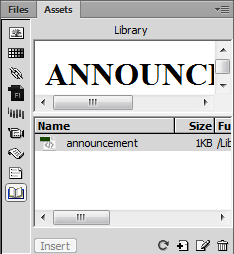 Files Assets
Library
ANNOUNC
Name Size Fu
announcement 1KB /Lib
Insert